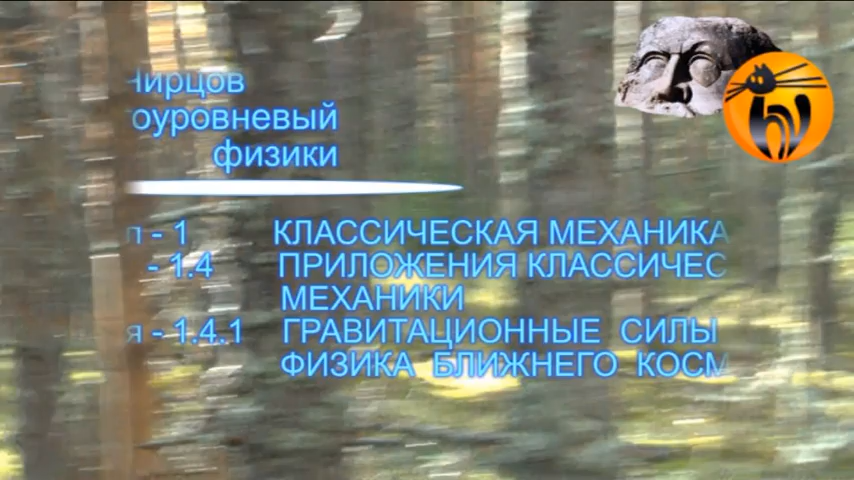 Чирцов
оуровневый
физики
л - 1 КЛАССИЧЕСКАЯ МЕХАНИКА
- 1.4 ПРИЛОЖЕНИЯ КЛАССИЧЕС
МЕХАНИКИ
я - 1.4.1 ГРАВИТАЦИОННЫЕ СИЛЫ
ФИЗИКА БЛИЖНЕГО КОСМ